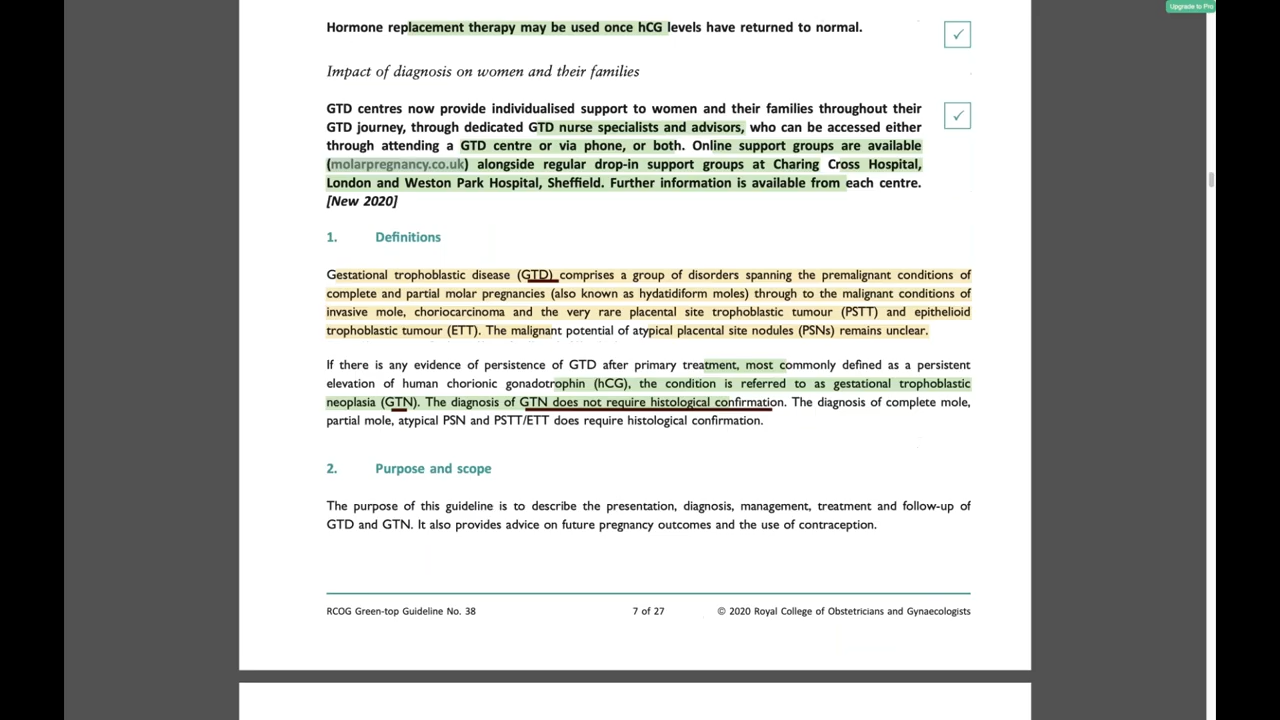 Upgrade to Pro
Hormone replacement therapy may be used once hCG levels have returned to normal.
Impact of diagnosis on women and their families
GTD centres now provide individualised support to women and their families throughout their
GTD journey, through dedicated GTD nurse specialists and advisors, who can be accessed either
through attending a GTD centre or via phone, or both. Online support groups are available
(molarpregnancy.co.uk) alongside regular drop-in support groups at Charing Cross Hospital,
London and Weston Park Hospital, Sheffield. Further information is available from each centre.
[New 2020]
1. Definitions
Gestational trophoblastic disease (GTD) comprises a group of disorders spanning the premalignant conditions of
complete and partial molar pregnancies (also known as hydatidiform moles) through to the malignant conditions of
invasive mole, choriocarcinoma and the very rare placental site trophoblastic tumour (PSTT) and epithelioid
trophoblastic tumour (ETT). The malignant potential of atypical placental site nodules (PSNs) remains unclear.
If there is any evidence of persistence of GTD after primary treatment, most commonly defined as a persistent
elevation of human chorionic gonadotrophin (hCG), the condition is referred to as gestational trophoblastic
neoplasia (GTN). The diagnosis of GTN does not require histological confirmation. The diagnosis of complete mole,
partial mole, atypical PSN and PSTT/ETT does require histological confirmation.
2. Purpose and scope
The purpose of this guideline is to describe the presentation, diagnosis, management, treatment and follow-up of
GTD and GTN. It also provides advice on future pregnancy outcomes and the use of contraception.
RCOG Green-top Guideline No. 38 7 of 27 © 2020 Royal College of Obstetricians and Gynaecologists